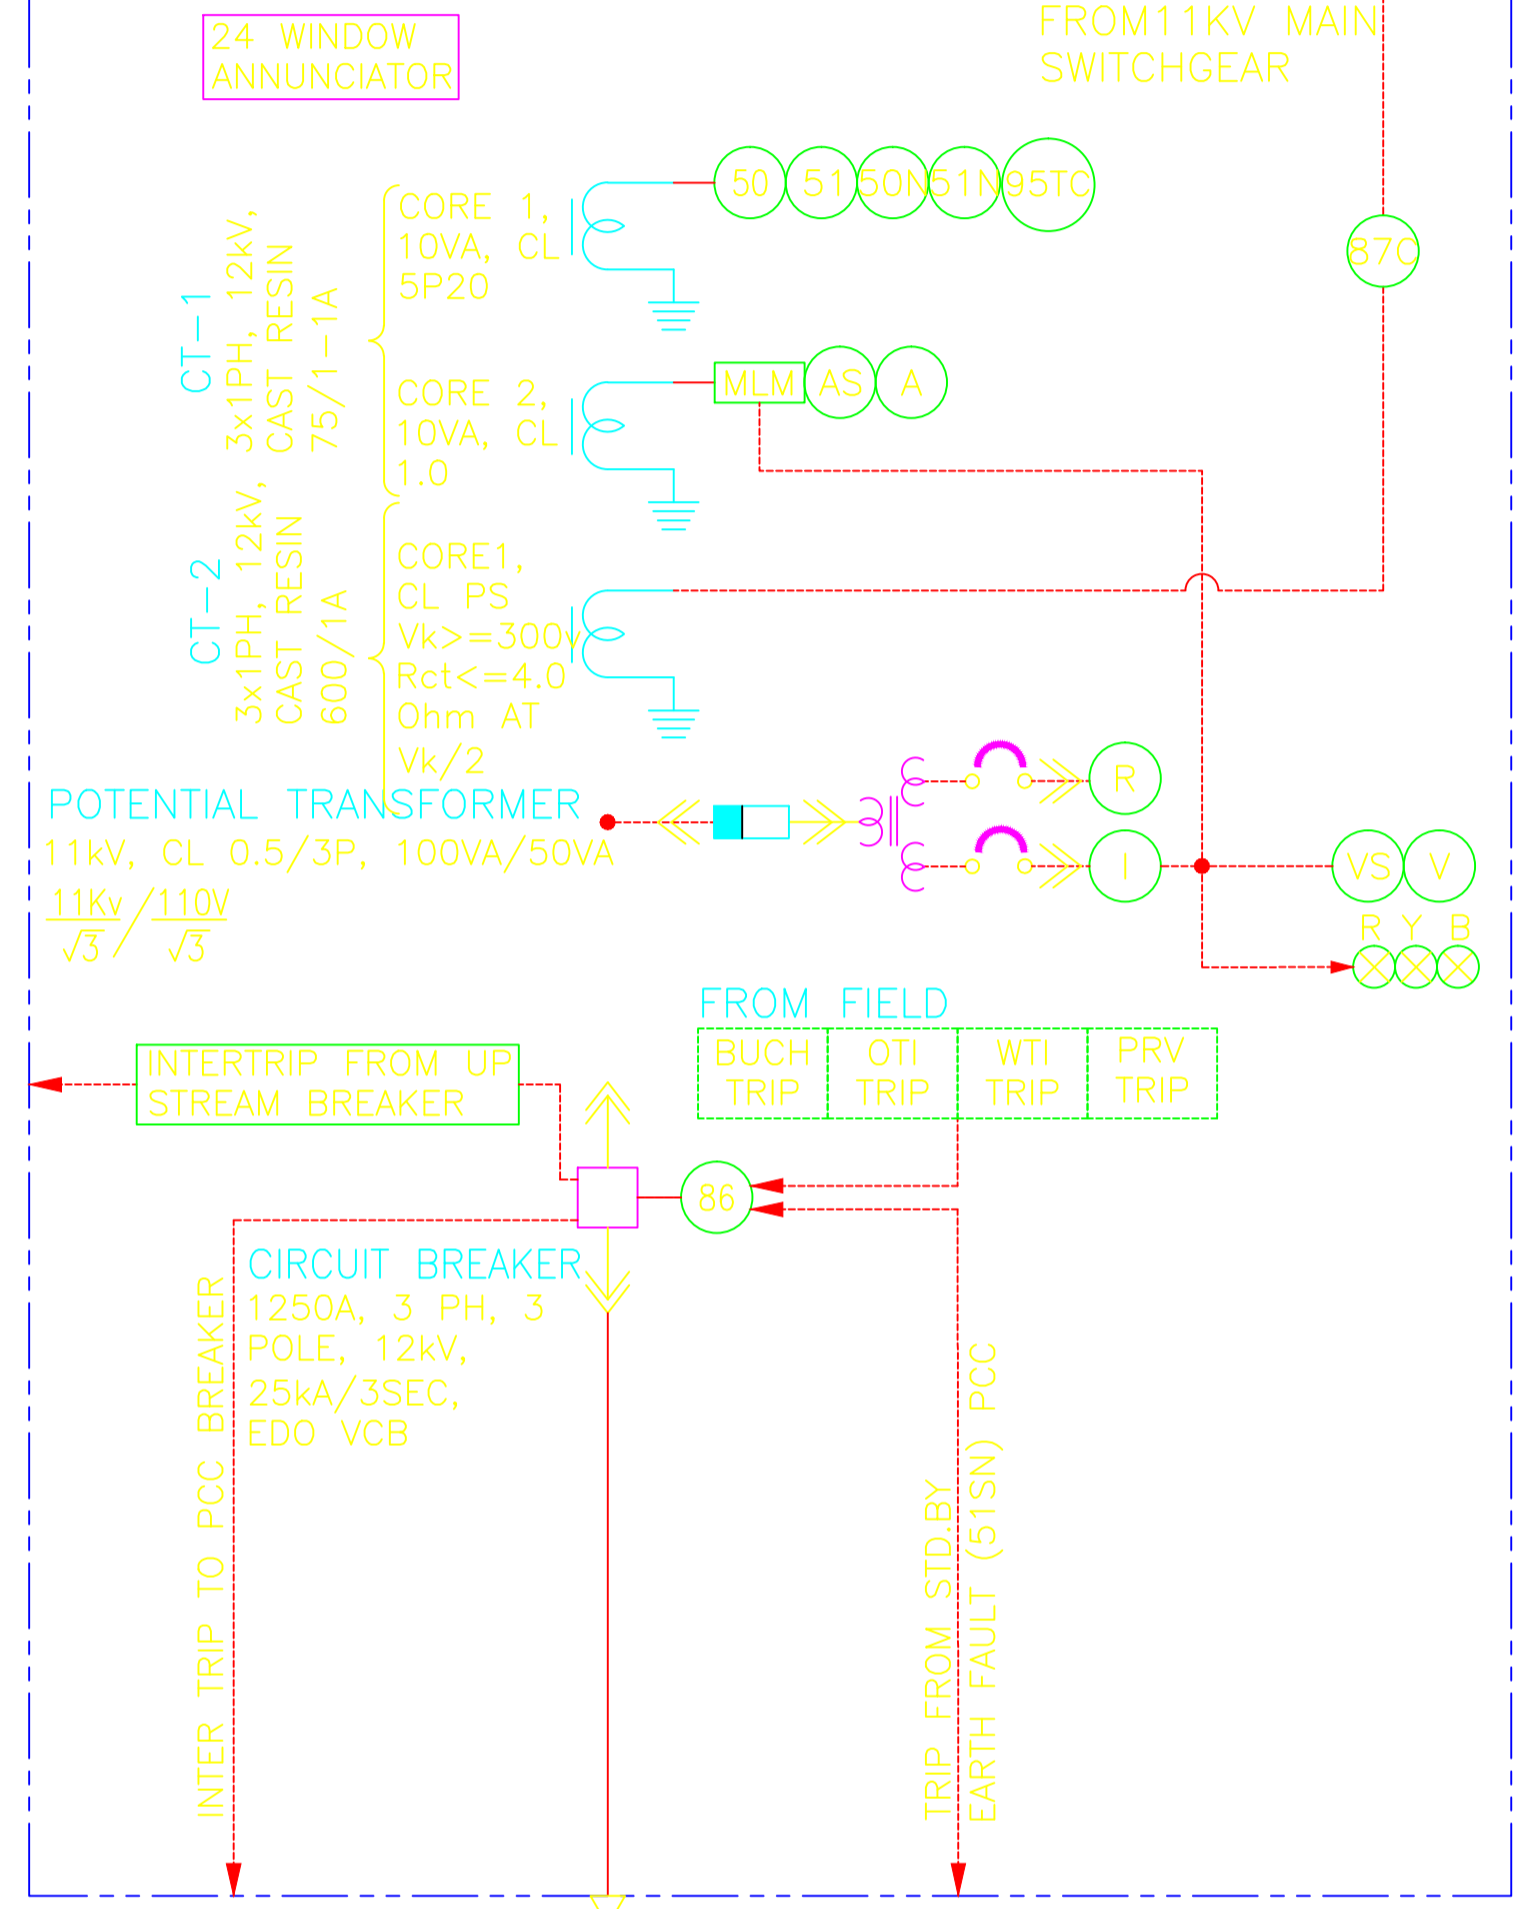 24 WINDOW
ANNUNCIATOR
FROM11KV MAIN
SWITCHGEAR
CT-1
3x1PH, 12kV,
CAST RESIN
75/1-1A
CORE 1,
10VA, CL
5P20
50 51 50N 51N 95TC
87O
CORE 2,
10VA, CL
1.0
MLM AS A
CT-2
3x1PH, 12kV,
CAST RESIN
600/1A
CORE1,
CL PS
Vk>=300v
Rct<=4.0
Ohm AT
Vk/2
POTENTIAL TRANSFORMER
11kV, CL 0.5/3P, 100VA/50VA
11Kv/110V
√3 √3
R
I
VS V
R Y B
FROM FIELD
BUCH
TRIP
OTI
TRIP
WTI
TRIP
PRV
TRIP
INTERTRIP FROM UP
STREAM BREAKER
86
CIRCUIT BREAKER
1250A, 3 PH, 3
POLE, 12kV,
25kA/3SEC,
EDO VCB
INTER TRIP TO PCC BREAKER
TRIP FROM STD.BY
EARTH FAULT (51SN) PCC